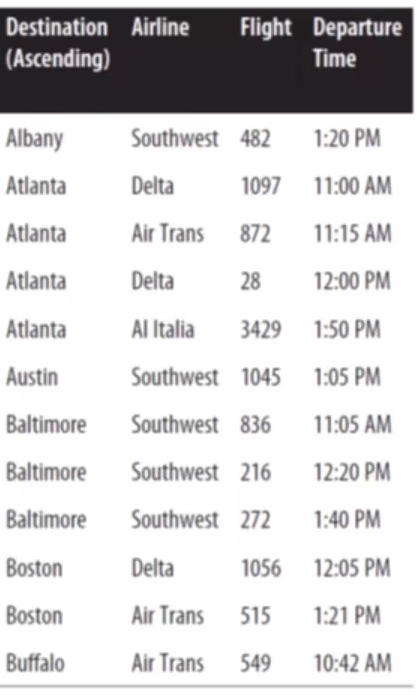 Destination Airline Flight Departure
(Ascending) Time
Albany Southwest 482 1:20 PM
Atlanta Delta 1097 11:00 AM
Atlanta Air Trans 872 11:15 AM
Atlanta Delta 28 12:00 PM
Atlanta Al Italia 3429 1:50 PM
Austin Southwest 1045 1:05 PM
Baltimore Southwest 836 11:05 AM
Baltimore Southwest 216 12:20 PM
Baltimore Southwest 272 1:40 PM
Boston Delta 1056 12:05 PM
Boston Air Trans 515 1:21 PM
Buffalo Air Trans 549 10:42 AM